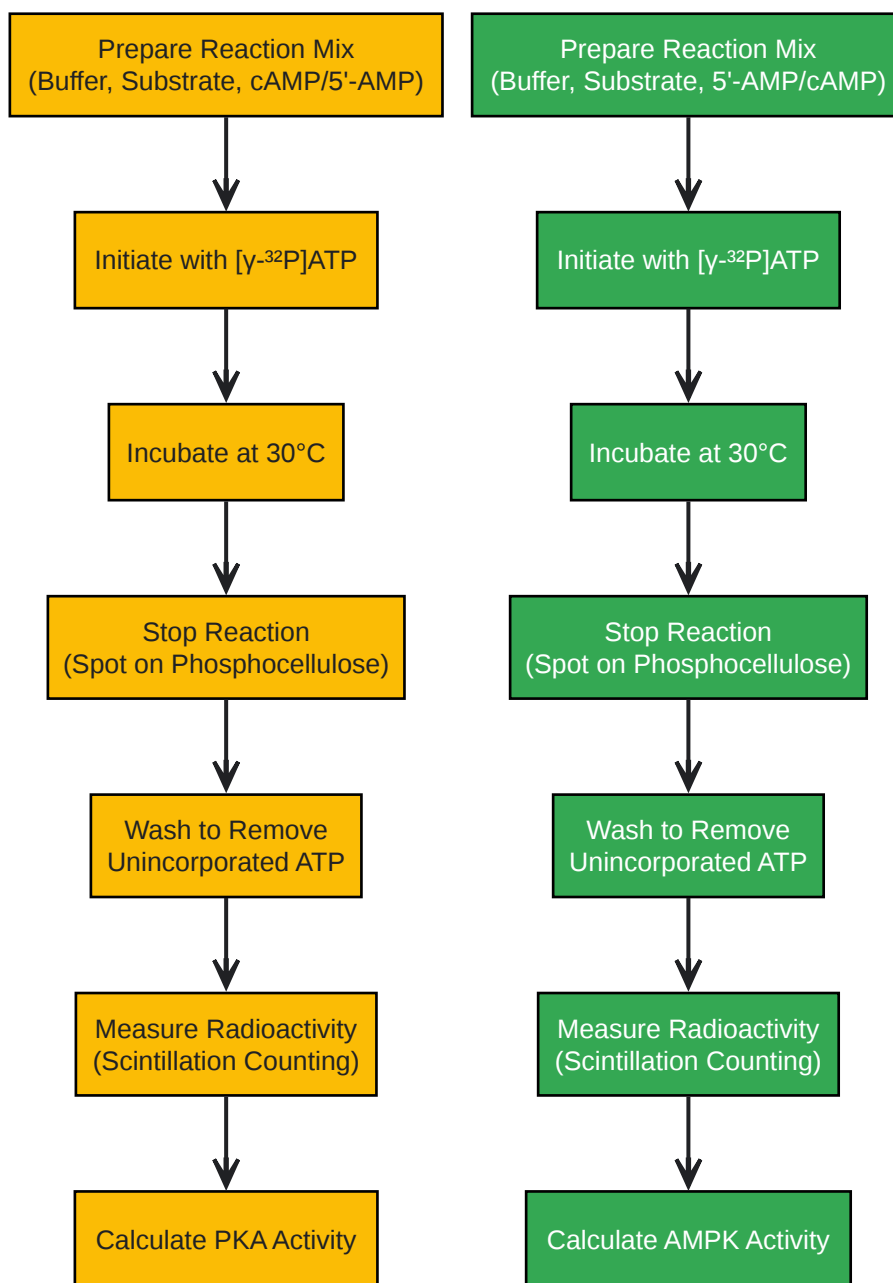 Prepare Reaction Mix
(Buffer, Substrate, cAMP/5'-AMP)
Initiate with [γ-³²P]ATP
Incubate at 30°C
Stop Reaction
(Spot on Phosphocellulose)
Wash to Remove
Unincorporated ATP
Measure Radioactivity
(Scintillation Counting)
Calculate PKA Activity
Prepare Reaction Mix
(Buffer, Substrate, 5'-AMP/cAMP)
Initiate with [γ-³²P]ATP
Incubate at 30°C
Stop Reaction
(Spot on Phosphocellulose)
Wash to Remove
Unincorporated ATP
Measure Radioactivity
(Scintillation Counting)
Calculate AMPK Activity